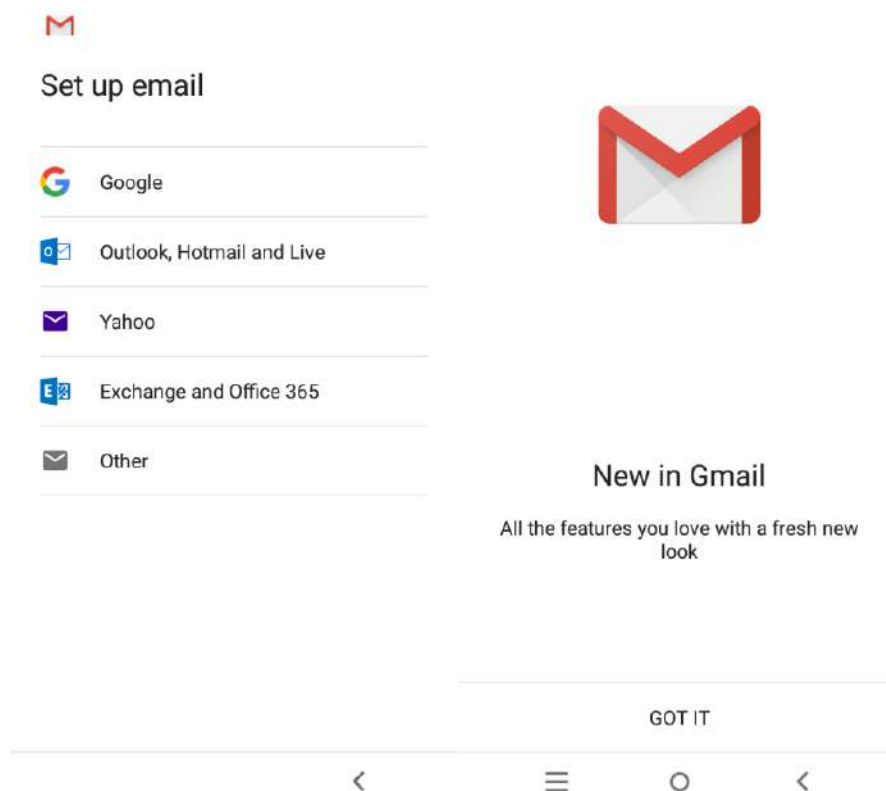 Set up email
Google
Outlook, Hotmail and Live
Yahoo
Exchange and Office 365
Other
New in Gmail
All the features you love with a fresh new
look
GOT IT